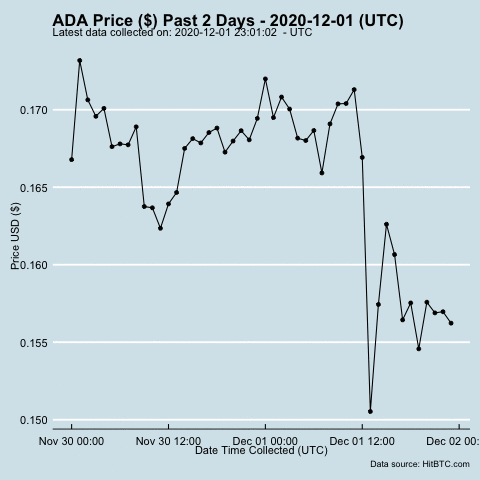 ADA Price ($) Past 2 Days - 2020-12-01 (UTC)
Latest data collected on: 2020-12-01 23:01:02 - UTC
Price USD ($)
0.170
0.165
0.160
0.155
0.150
Nov 30 00:00 Nov 30 12:00 Dec 01 00:00 Dec 01 12:00 Dec 02 00:
Date Time Collected (UTC)
Data source: HitBTC.com